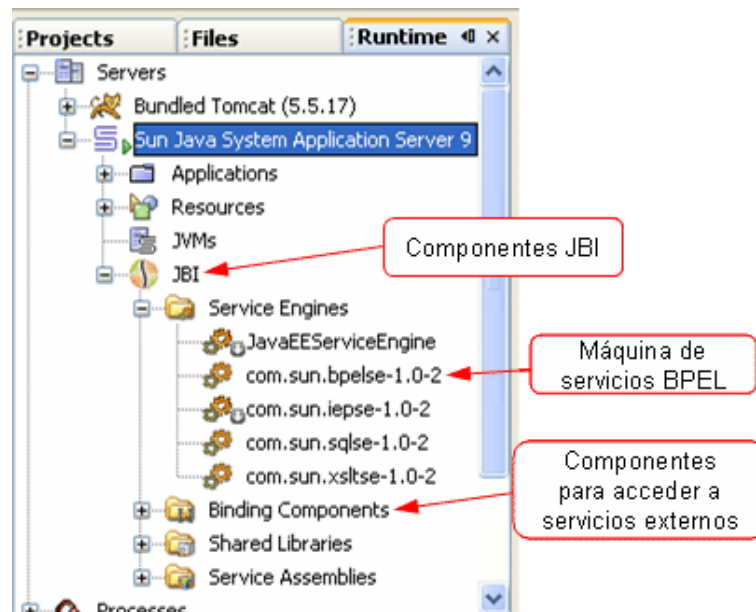 Projects Files Runtime
Servers
Bundled Tomcat (5.5.17)
Sun Java System Application Server 9
Applications
Resources
JVMs
Componentes JBI
JBI
Service Engines
JavaEEServiceEngine
Máquina de
servicios BPEL
com.sun.bpelse-1.0-2
com.sun.iepse-1.0-2
com.sun.sqlse-1.0-2
com.sun.xsltse-1.0-2
Componentes
para acceder a
servicios externos
Binding Components
Shared Libraries
Service Assemblies
Processes